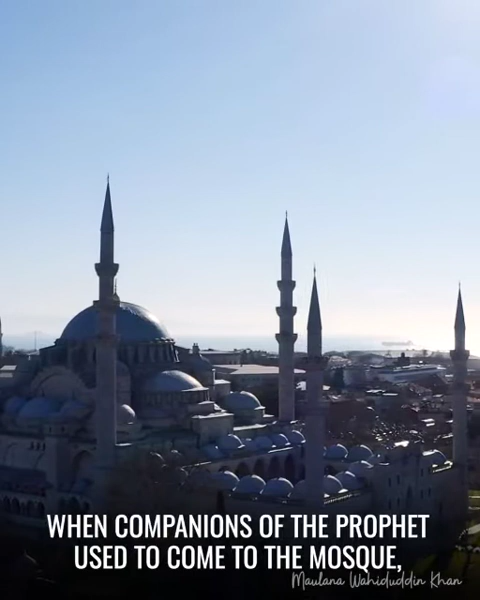 WHEN COMPANIONS OF THE PROPHET
USED TO COME TO THE MOSQUE,
Maulana Wahiduddin Khan